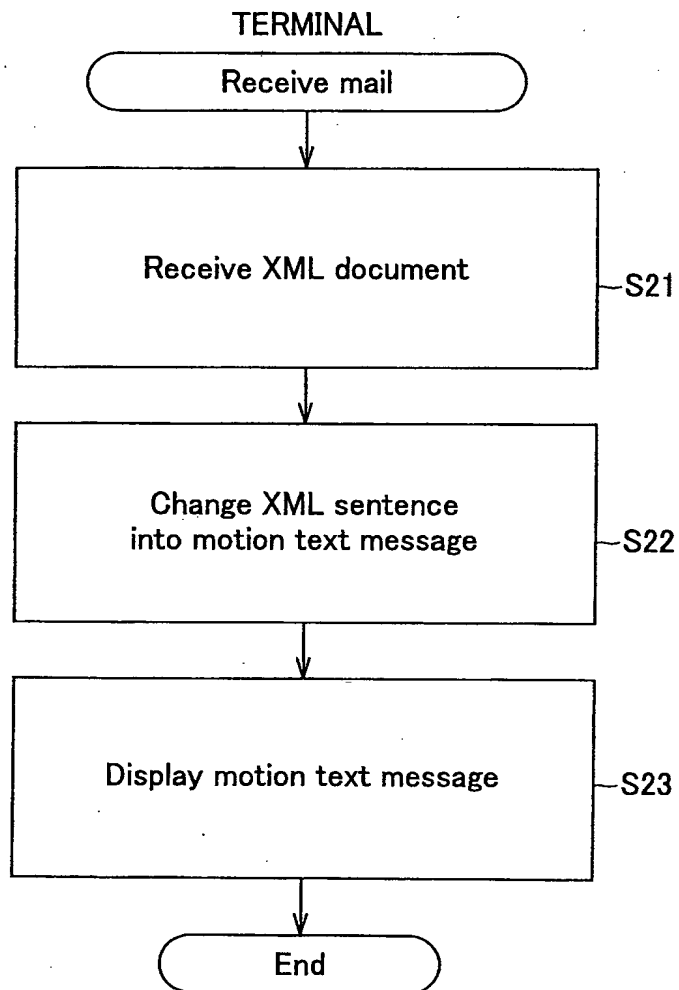 TERMINAL
Receive mail
Receive XML document
S21
Change XML sentence
into motion text message
S22
Display motion text message
S23
End